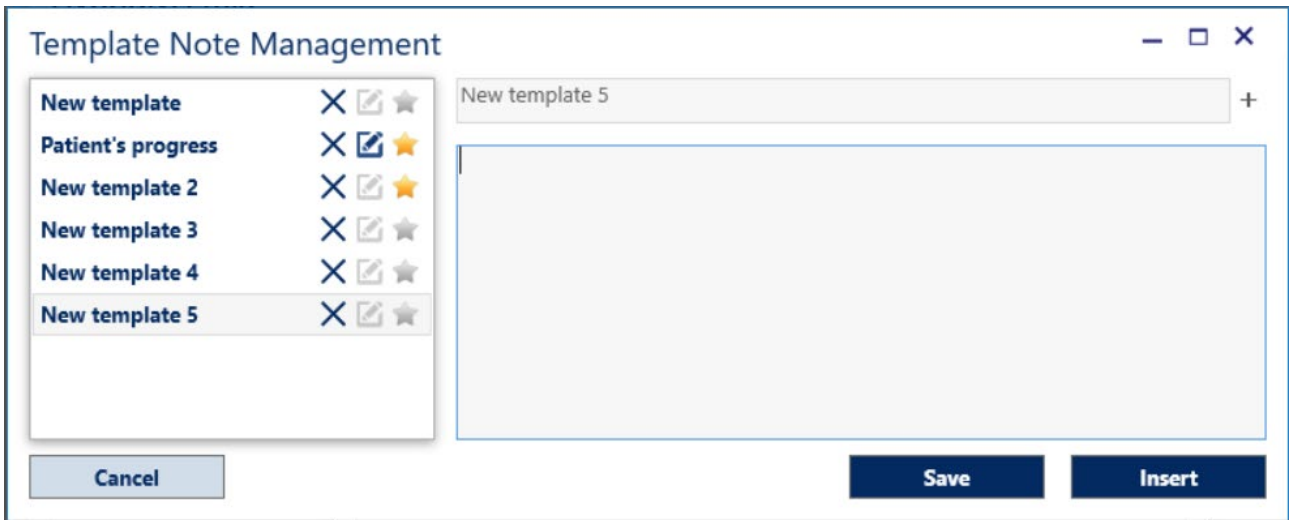 Template Note Management
New template
Patient's progress
New template 2
New template 3
New template 4
New template 5
New template 5
Cancel
Save
Insert